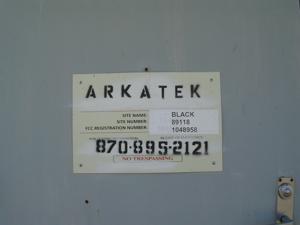 ARKATEK
SITE NAME: BLACK
SITE NUMBER: 89118
FCC REGISTRATION NUMBER: 1048958
870-895-2121
NO TRESPASSING